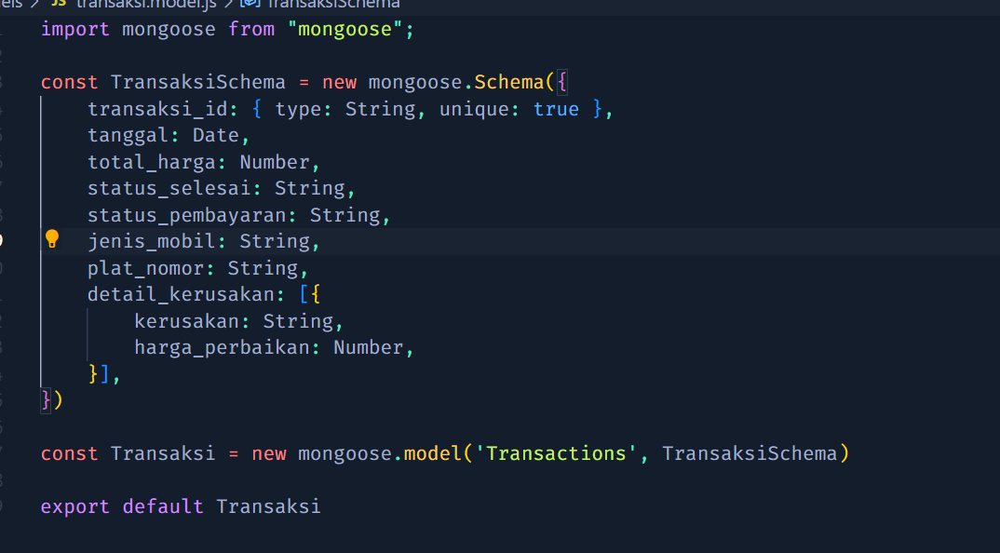 transaksi.model.js > TransaksiSchema
import mongoose from "mongoose";
const TransaksiSchema = new mongoose.Schema({
    transaksi_id: { type: String, unique: true },
    tanggal: Date,
    total_harga: Number,
    status_selesai: String,
    status_pembayaran: String,
    jenis_mobil: String,
    plat_nomor: String,
    detail_kerusakan: [{
        kerusakan: String,
        harga_perbaikan: Number,
    }],
})
const Transaksi = new mongoose.model('Transactions', TransaksiSchema)
export default Transaksi